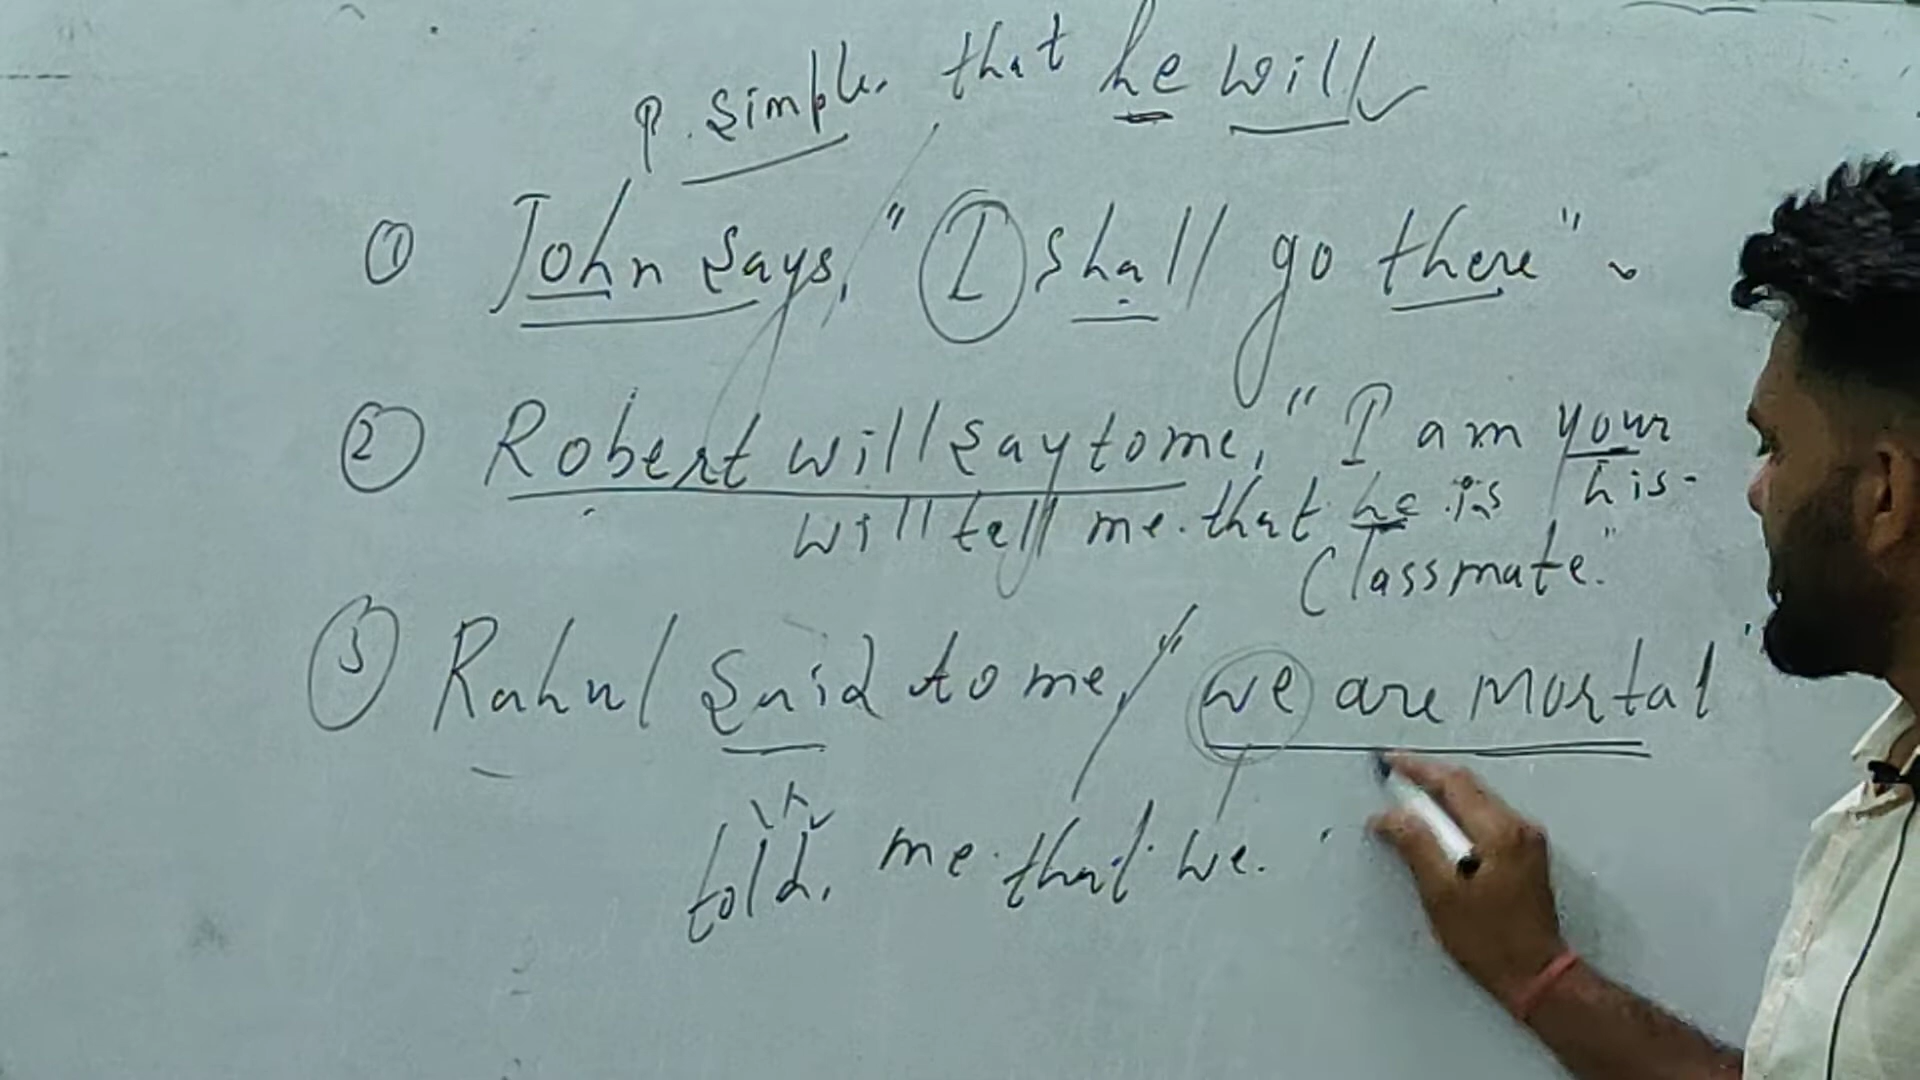 P. Simple. that he will
① John says, "I shall go there"
② Robert will say to me, "I am your
will tell me. that he is his-
Classmate."
③ Rahul said to me, "we are mortal
told. me. that we.